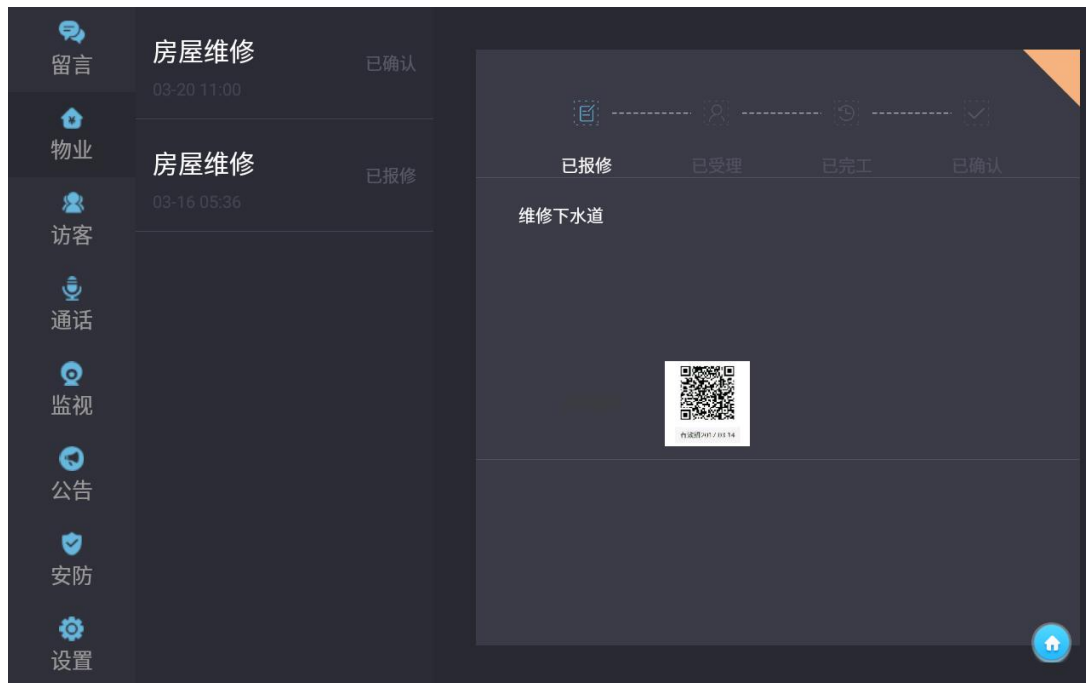 留言
物业
访客
通话
监视
公告
安防
设置
房屋维修
已确认
03-20 11:00
房屋维修
已报修
03-16 05:36
已报修
已受理
已完工
已确认
维修下水道